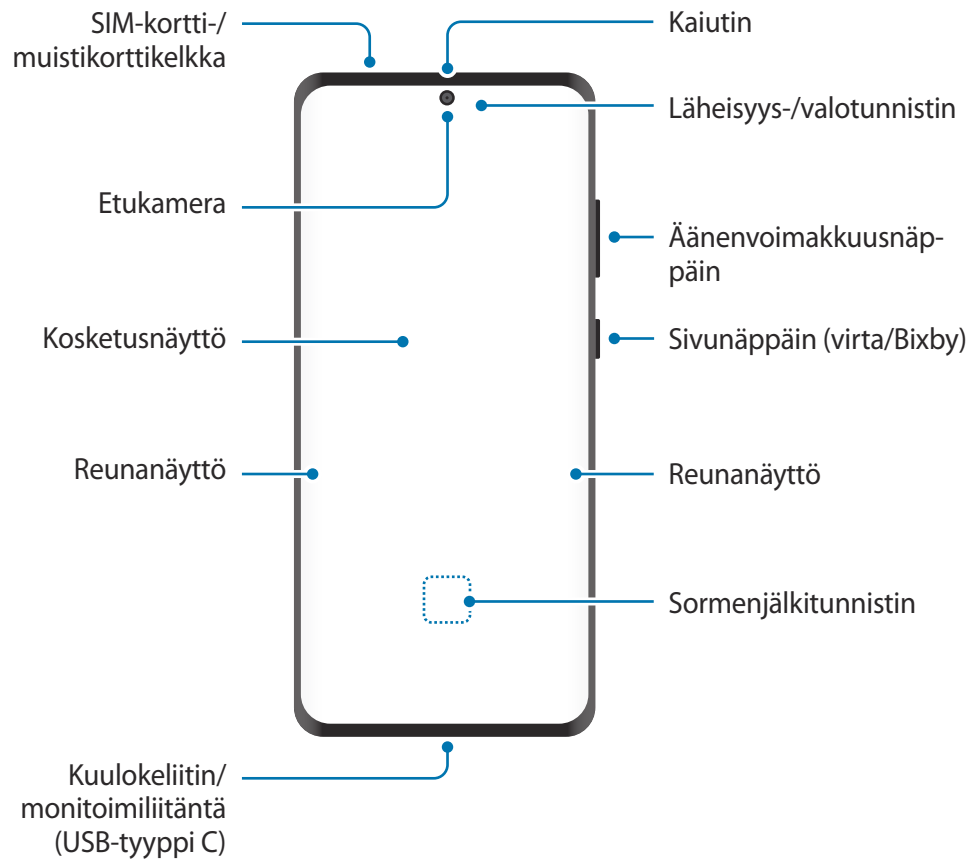 SIM-kortti-/
muistikorttikelkka
Kaiutin
Läheisyys-/valotunnistin
Etukamera
Äänenvoimakkuusnäp-
päin
Kosketusnäyttö
Sivunäppäin (virta/Bixby)
Reunanäyttö
Reunanäyttö
Sormenjälkitunnistin
Kuulokeliitin/
monitoimiliitäntä
(USB-tyyppi C)